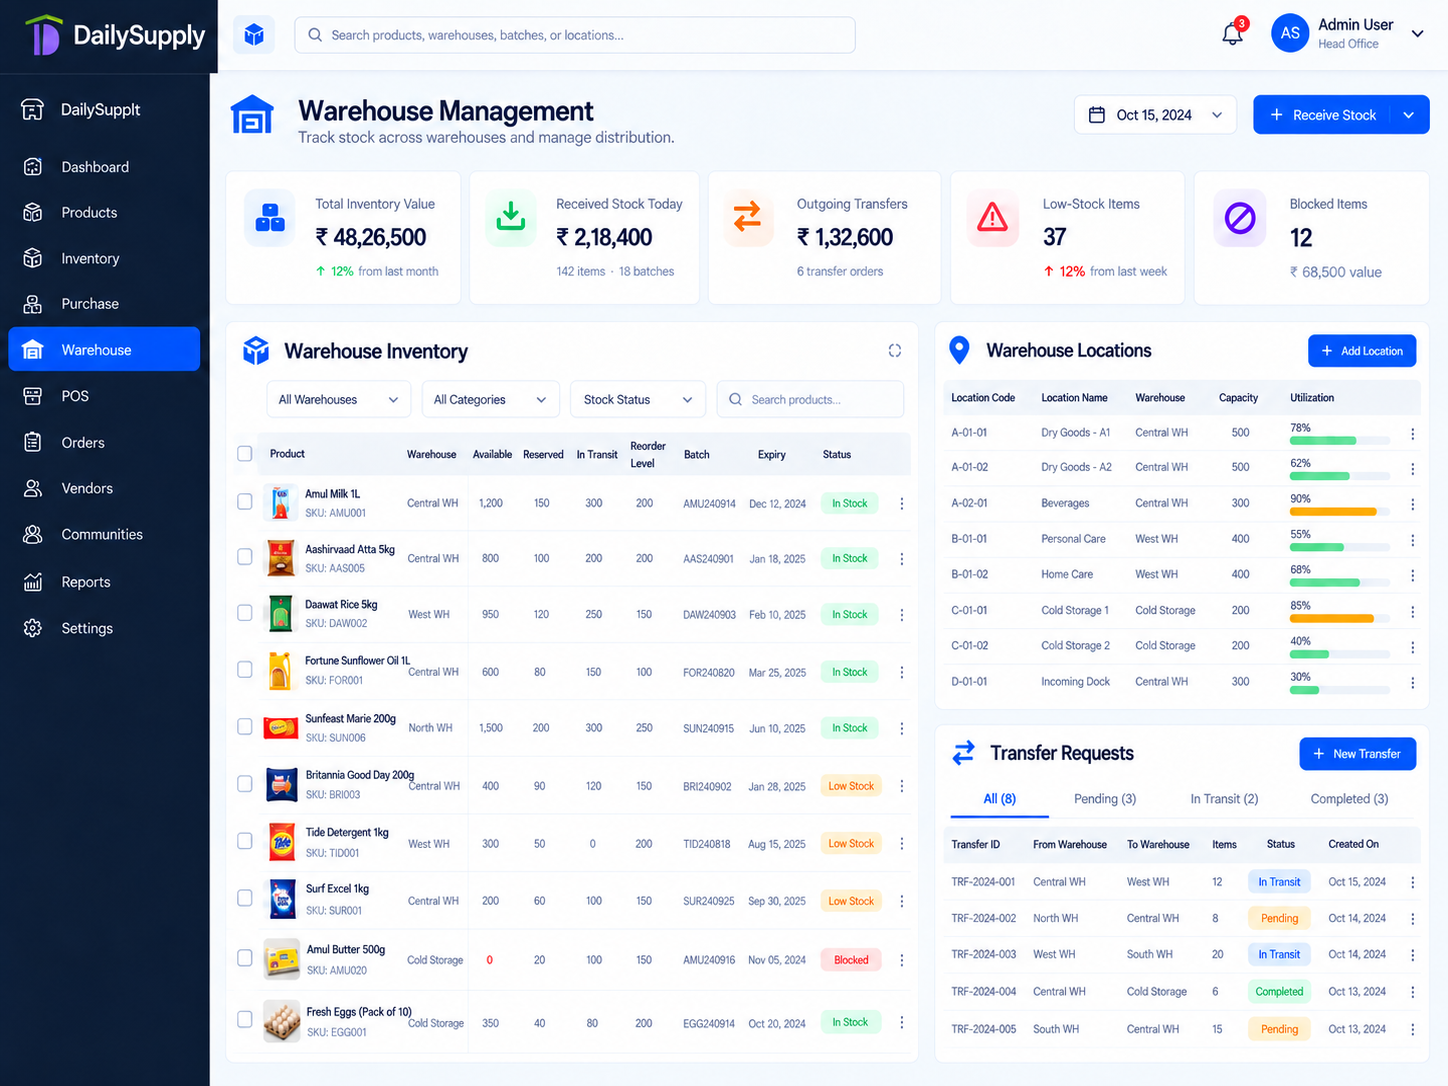 DailySupply
Search products, warehouses, batches, or locations...
3
AS
Admin User
Head Office
DailySupplt
Dashboard
Products
Inventory
Purchase
Warehouse
POS
Orders
Vendors
Communities
Reports
Settings
Warehouse Management
Track stock across warehouses and manage distribution.
Oct 15, 2024
+ Receive Stock
Total Inventory Value
₹ 48,26,500
↑ 12% from last month
Received Stock Today
₹ 2,18,400
142 items · 18 batches
Outgoing Transfers
₹ 1,32,600
6 transfer orders
Low-Stock Items
37
↑ 12% from last week
Blocked Items
12
₹ 68,500 value
Warehouse Inventory
All Warehouses
All Categories
Stock Status
Search products...
Product Warehouse Available Reserved In Transit Reorder Level Batch Expiry Status
Amul Milk 1L
SKU: AMU001
Central WH 1,200 150 300 200 AMU240914 Dec 12, 2024 In Stock
Aashirvaad Atta 5kg
SKU: AAS005
Central WH 800 100 200 200 AAS240901 Jan 18, 2025 In Stock
Daawat Rice 5kg
SKU: DAW002
West WH 950 120 250 150 DAW240903 Feb 10, 2025 In Stock
Fortune Sunflower Oil 1L
SKU: FOR001
Central WH 600 80 150 100 FOR240820 Mar 25, 2025 In Stock
Sunfeast Marie 200g
SKU: SUN006
North WH 1,500 200 300 250 SUN240915 Jun 10, 2025 In Stock
Britannia Good Day 200g
SKU: BRI003
Central WH 400 90 120 150 BRI240902 Jan 28, 2025 Low Stock
Tide Detergent 1kg
SKU: TID001
Tide
West WH 300 50 0 200 TID240818 Aug 15, 2025 Low Stock
Surf Excel 1kg
SKU: SUR001
Central WH 200 60 100 150 SUR240925 Sep 30, 2025 Low Stock
Amul Butter 500g
SKU: AMU020
Cold Storage 0 20 100 150 AMU240916 Nov 05, 2024 Blocked
Fresh Eggs (Pack of 10)
SKU: EGG001
Cold Storage 350 40 80 200 EGG240914 Oct 20, 2024 In Stock
Warehouse Locations
+ Add Location
Location Code Location Name Warehouse Capacity Utilization
A-01-01 Dry Goods - A1 Central WH 500 78%
A-01-02 Dry Goods - A2 Central WH 500 62%
A-02-01 Beverages Central WH 300 90%
B-01-01 Personal Care West WH 400 55%
B-01-02 Home Care West WH 400 68%
C-01-01 Cold Storage 1 Cold Storage 200 85%
C-01-02 Cold Storage 2 Cold Storage 200 40%
D-01-01 Incoming Dock Central WH 300 30%
Transfer Requests
+ New Transfer
All (8)
Pending (3)
In Transit (2)
Completed (3)
Transfer ID From Warehouse To Warehouse Items Status Created On
TRF-2024-001 Central WH West WH 12 In Transit Oct 15, 2024
TRF-2024-002 North WH Central WH 8 Pending Oct 14, 2024
TRF-2024-003 West WH South WH 20 In Transit Oct 14, 2024
TRF-2024-004 Central WH Cold Storage 6 Completed Oct 13, 2024
TRF-2024-005 South WH Central WH 15 Pending Oct 13, 2024